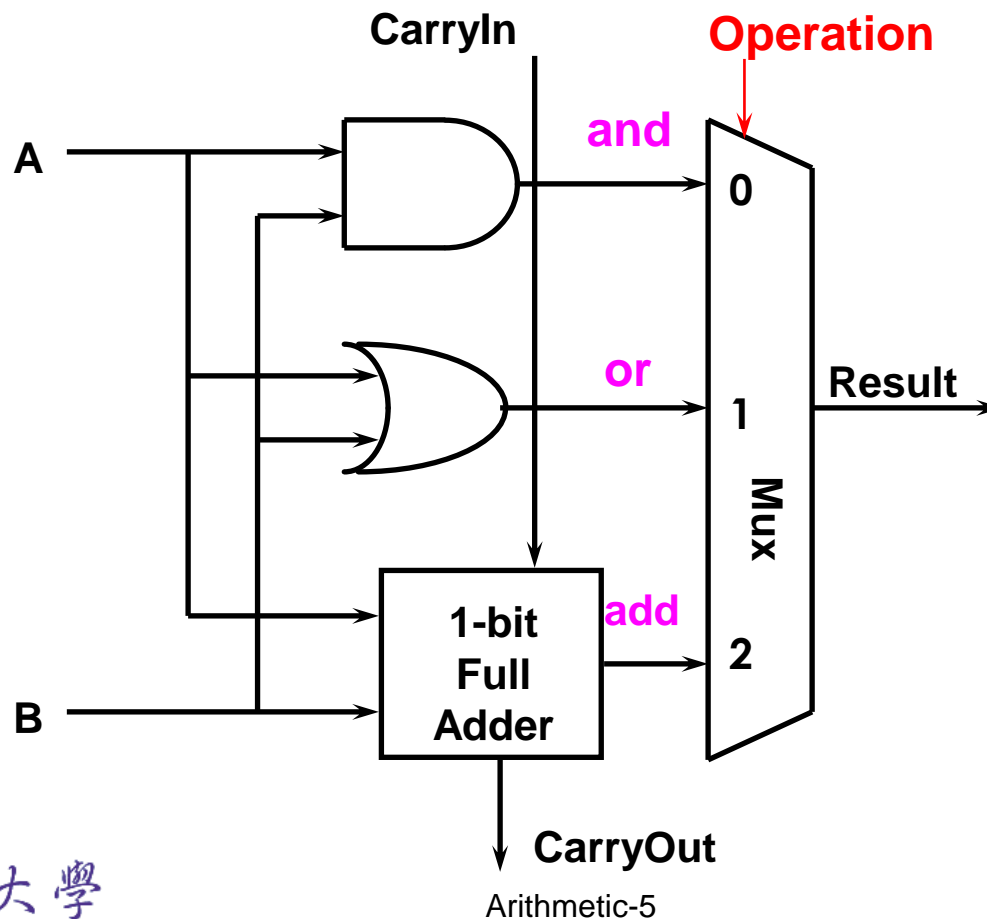 CarryIn
Operation
A
and
0
or
1
Result
Mux
add
1-bit
Full
Adder
2
B
CarryOut
大學
Arithmetic-5